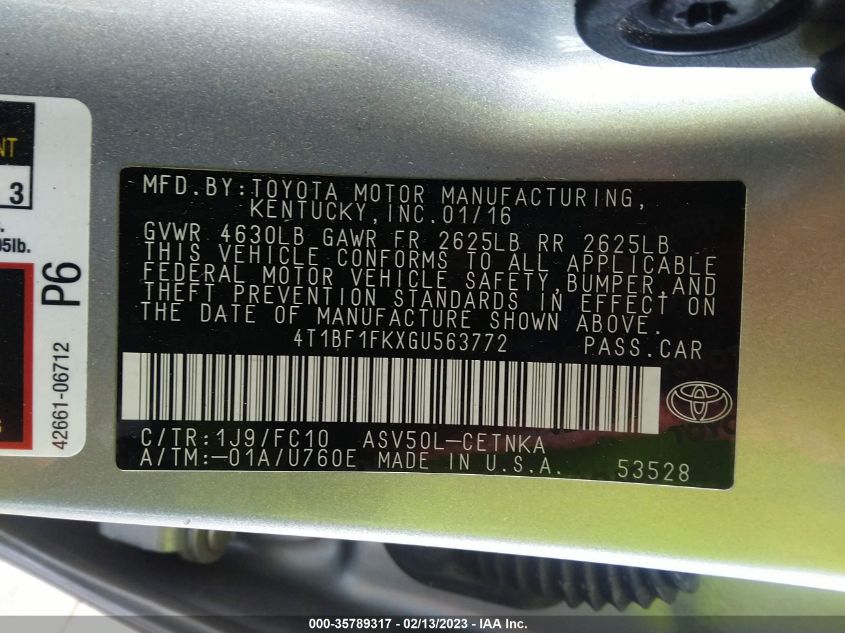 NT
3
5lb.
P6
42661-06712
MFD. BY: TOYOTA MOTOR MANUFACTURING,
KENTUCKY, INC. 01/16
GVWR 4630LB GAWR FR 2625LB RR 2625LB
THIS VEHICLE CONFORMS TO ALL APPLICABLE
FEDERAL MOTOR VEHICLE SAFETY, BUMPER, AND
THEFT PREVENTION STANDARDS IN EFFECT ON
THE DATE OF MANUFACTURE SHOWN ABOVE.
4T1BF1FKXGU563772 PASS. CAR
C/TR: 1J9/FC10 ASV50L-CETNKA
A/TM: -01A/U760E MADE IN U.S.A. 53528
000-35789317 - 02/13/2023 - IAA Inc.